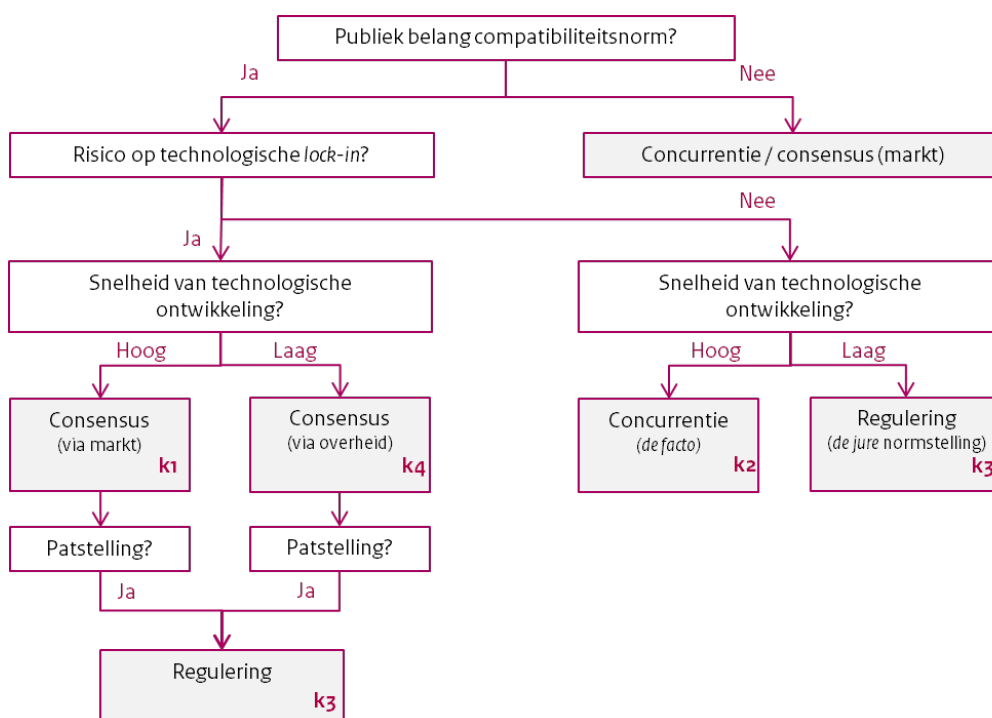 Publiek belang compatibiliteitsnorm?
Ja
Nee
Risico op technologische lock-in?
Concurrentie / consensus (markt)
Nee
Ja
Snelheid van technologische
ontwikkeling?
Snelheid van technologische
ontwikkeling?
Hoog
Laag
Hoog
Laag
Consensus
(via markt)
k1
Consensus
(via overheid)
k4
Concurrentie
(de facto)
k2
Regulering
(de jure normstelling)
k3
Patstelling?
Patstelling?
Ja
Ja
Regulering
k3